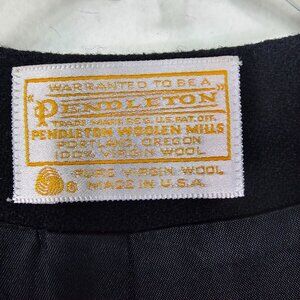 WARRANTED TO BE A
"PENDLETON"
TRADE MARK REG. U.S. PAT. OFF.
PENDLETON WOOLEN MILLS
PORTLAND, OREGON
100% VIRGIN WOOL
PURE VIRGIN WOOL
® MADE IN U.S.A.